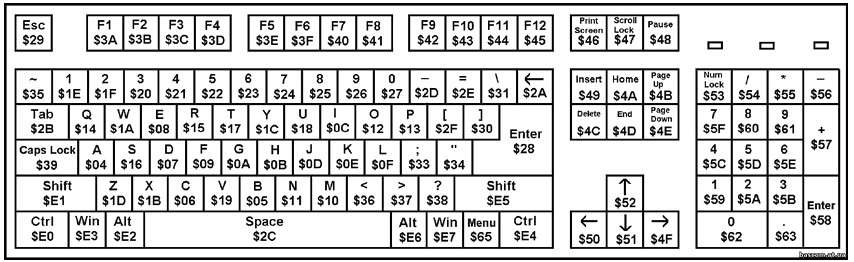 Esc F1 F2 F3 F4 F5 F6 F7 F8 F9 F10 F11 F12 Print Screen Scroll Lock Pause
$29 $3A $3B $3C $3D $3E $3F $40 $41 $42 $43 $44 $45 $46 $47 $48
~ 1 2 3 4 5 6 7 8 9 0 – = \ ← Insert Home Page Up Num Lock / * –
$35 $1E $1F $20 $21 $22 $23 $24 $25 $26 $27 $2D $2E $31 $2A $49 $4A $4B $53 $54 $55 $56
Tab Q W E R T Y U I O P [ ] Delete End Page Down 7 8 9
$2B $14 $1A $08 $15 $17 $1C $18 $0C $12 $13 $2F $30 $4C $4D $4E $5F $60 $61
Enter +
$28 $57
Caps Lock A S D F G H J K L ; " 4 5 6
$39 $04 $16 $07 $09 $0A $0B $0D $0E $0F $33 $34 $5C $5D $5E
Shift Z X C V B N M < > ? Shift ↑ 1 2 3
$E1 $1D $1B $06 $19 $05 $11 $10 $36 $37 $38 $E5 $52 $59 $5A $5B
Enter
$58
Ctrl Win Alt Space Alt Win Menu Ctrl ← ↓ → 0 .
$E0 $E3 $E2 $2C $E6 $E7 $65 $E4 $50 $51 $4F $62 $63
bascom.at.ua